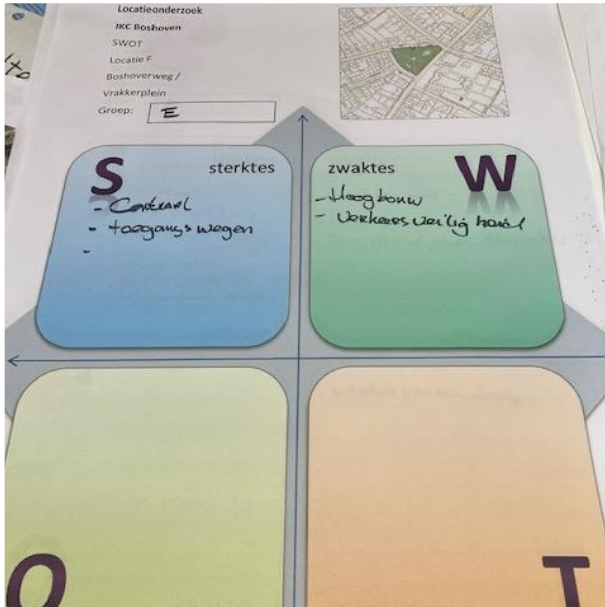 Locatieonderzoek
IKC Boshoven
SWOT
Locatie F
Boshoverweg /
Vrakkerplein
Groep: E
S sterktes
- Centraal
- toegangswegen
-
zwaktes W
- Hoogbouw
- Verkeersveiligheid
O
T